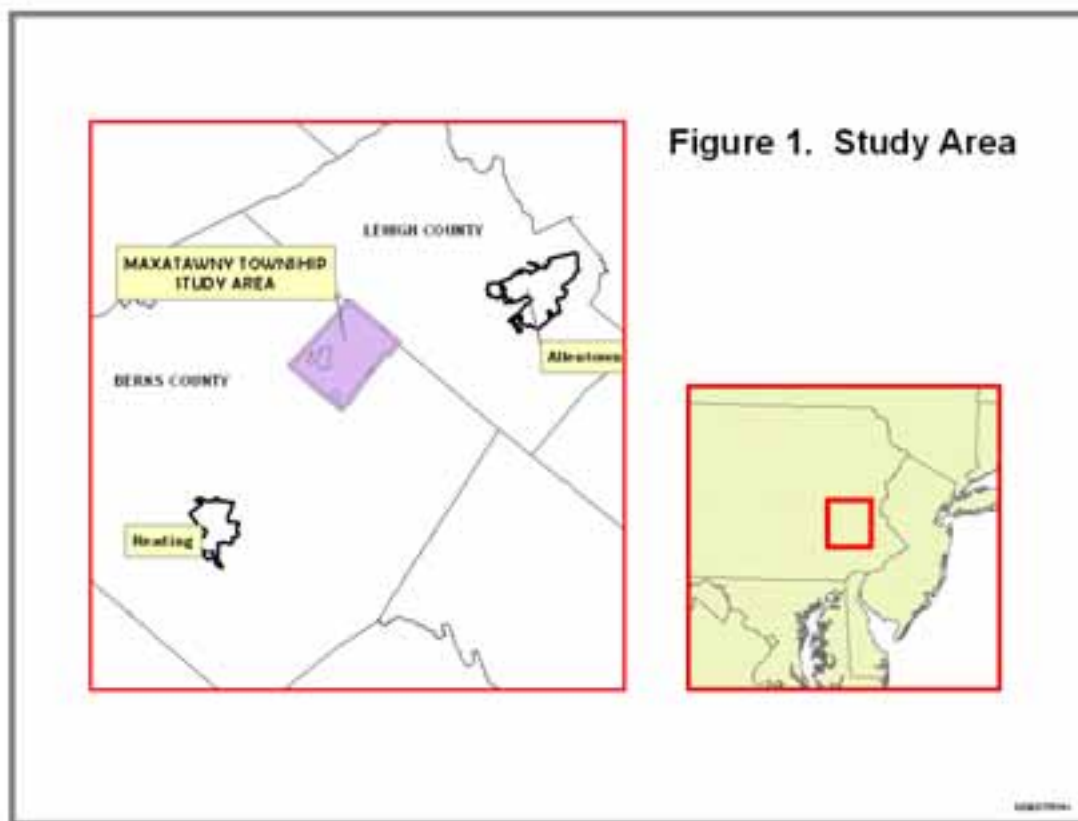 Figure 1. Study Area
LEHIGH COUNTY
MAXATAWNY TOWNSHIP
STUDY AREA
Allentown
BERKS COUNTY
Reading